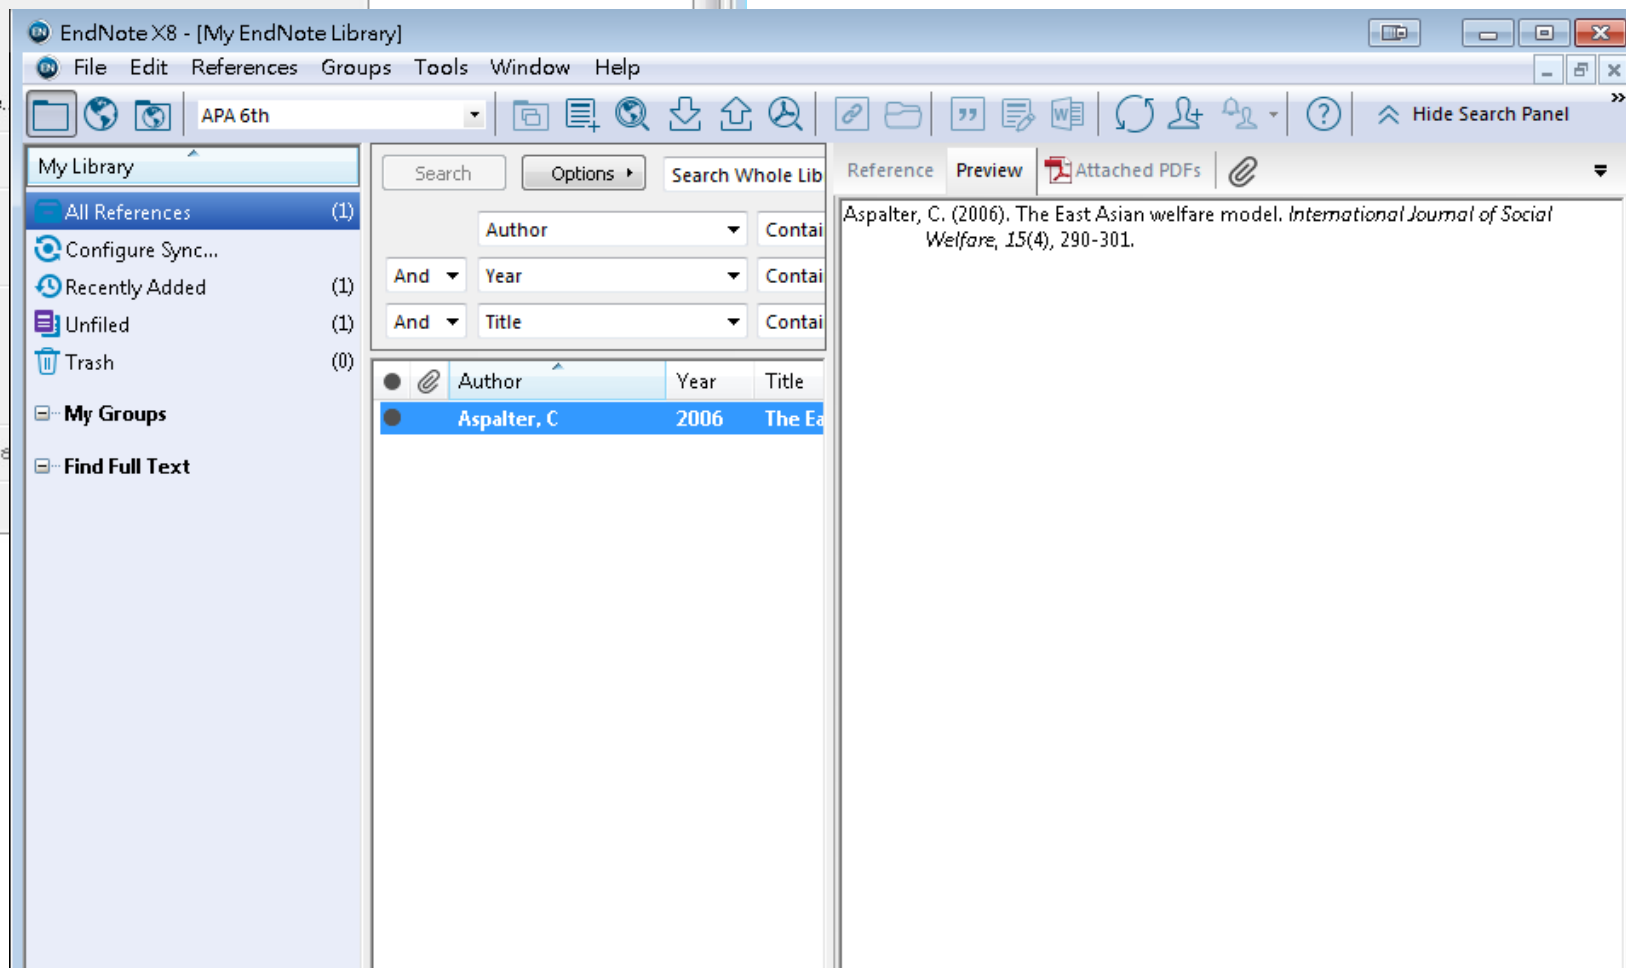 EndNote X8 - [My EndNote Library]
File Edit References Groups Tools Window Help
APA 6th
Hide Search Panel
My Library
All References (1)
Configure Sync...
Recently Added (1)
Unfiled (1)
Trash (0)
My Groups
Find Full Text
Search Options Search Whole Lib
Author Contai
And Year Contai
And Title Contai
Author Year Title
Aspalter, C 2006 The Ea
Reference Preview Attached PDFs
Aspalter, C. (2006). The East Asian welfare model. International Journal of Social
Welfare, 15(4), 290-301.